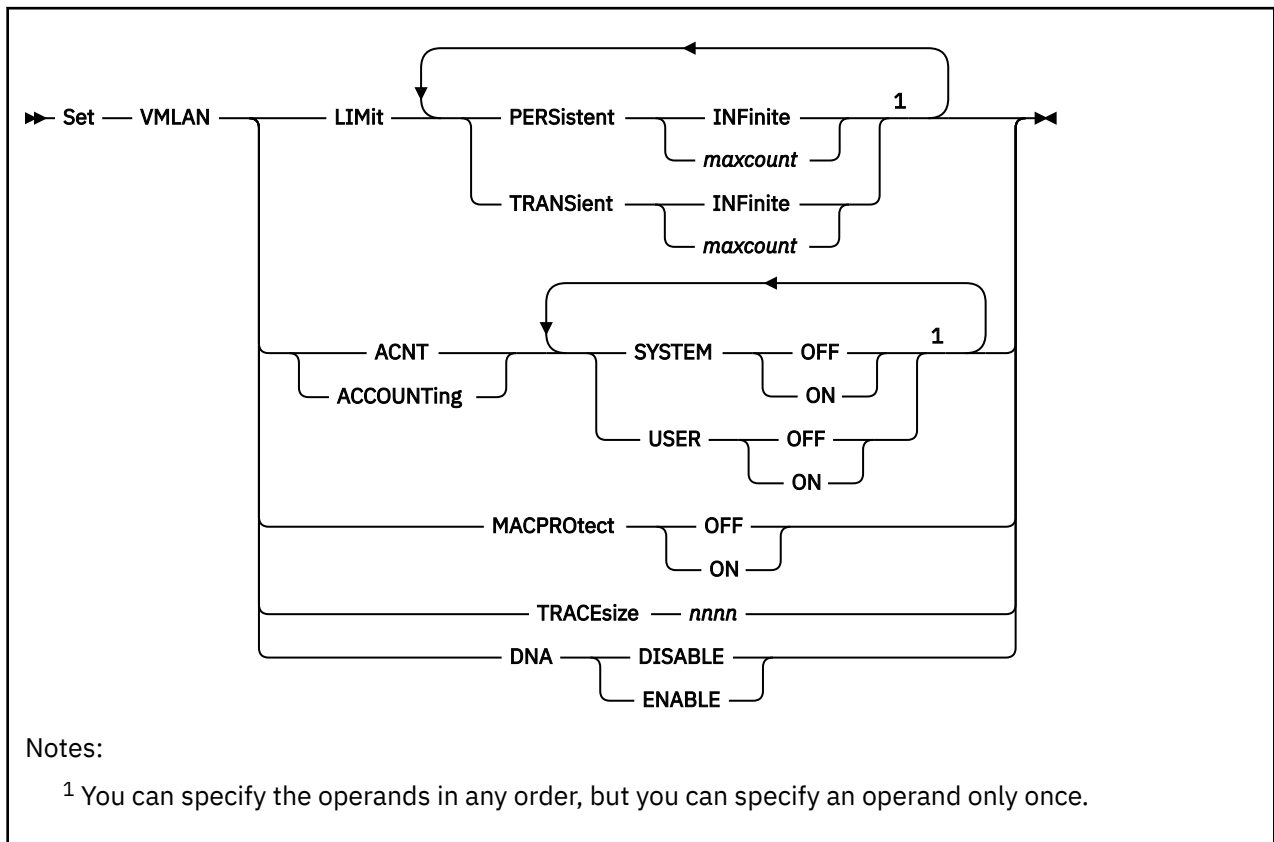 1
Set VMLAN LIMit PERSistent INFinite
maxcount
TRANSient INFinite
maxcount
1
ACNT SYSTEM OFF
ACCOUNTing ON
USER OFF
ON
MACPROtect OFF
ON
TRACEsize nnnn
DNA DISABLE
ENABLE
Notes:
1 You can specify the operands in any order, but you can specify an operand only once.